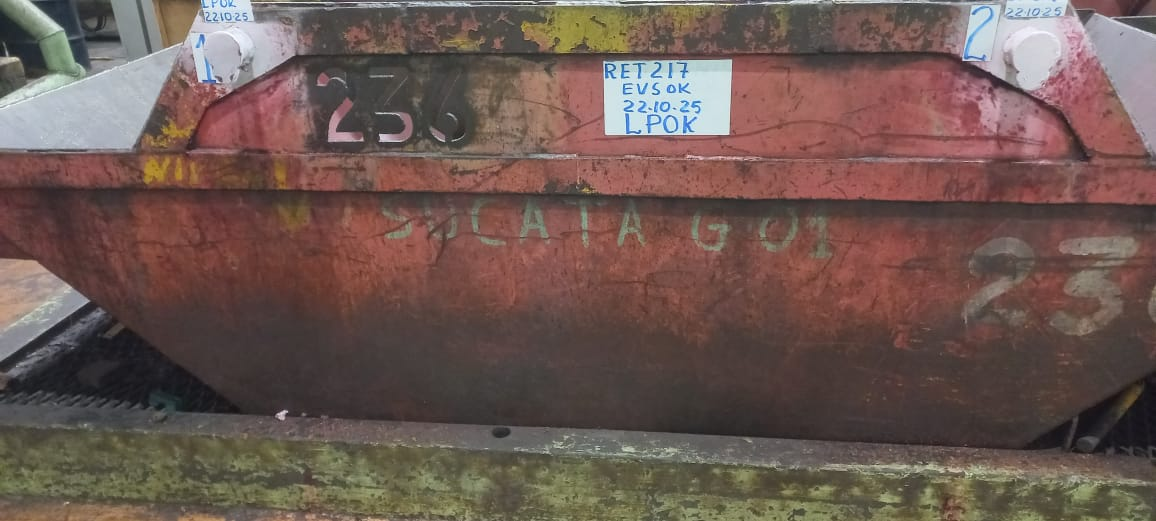 LPOK
22·10·25
22·10·25
1
2
236
RET 217
EVS OK
22·10·25
LPOK
SUCATA G 01
23